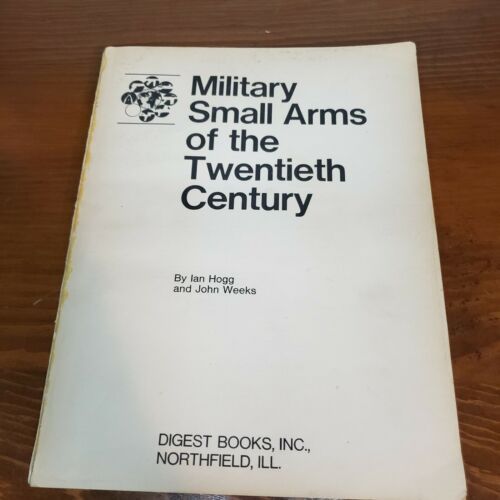 Military
Small Arms
of the
Twentieth
Century
By Ian Hogg
and John Weeks
DIGEST BOOKS, INC.,
NORTHFIELD, ILL.